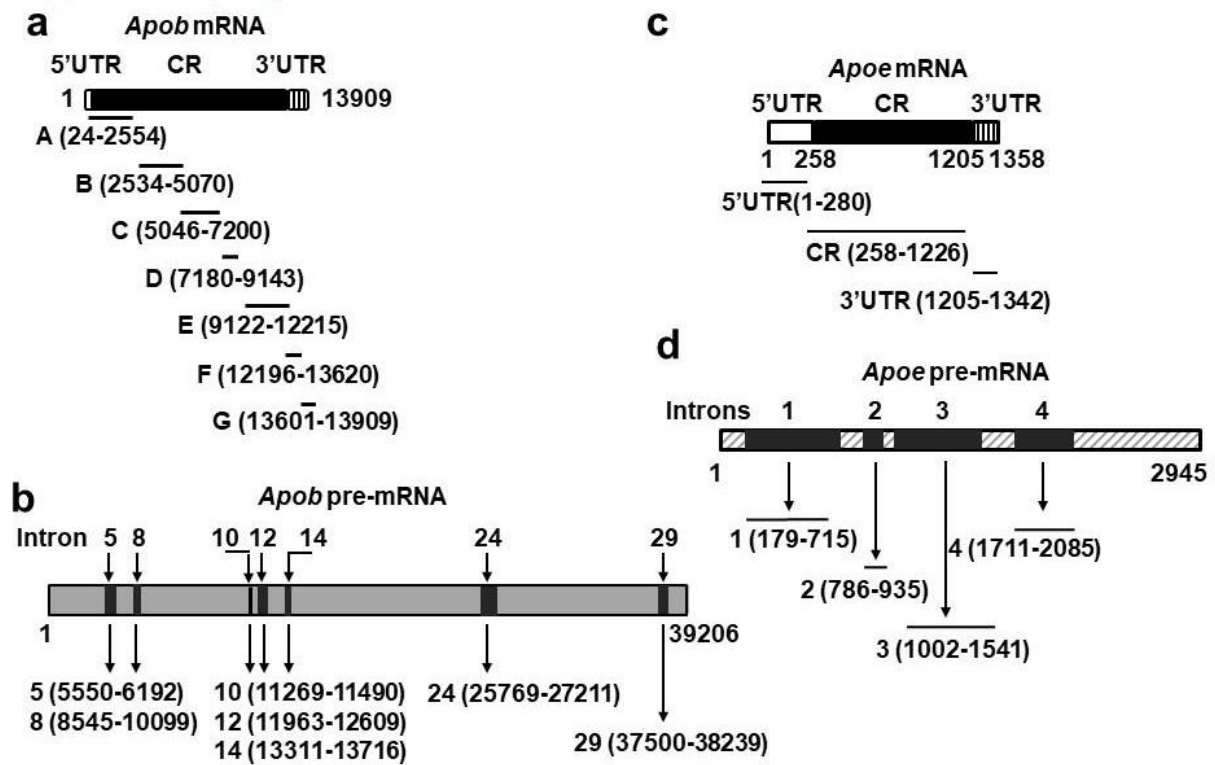 a
Apob mRNA
5'UTR CR 3'UTR
1 13909
A (24-2554)
B (2534-5070)
C (5046-7200)
D (7180-9143)
E (9122-12215)
F (12196-13620)
G (13601-13909)
b
Apob pre-mRNA
Intron 5 8 10 12 14 24 29
1 39206
5 (5550-6192) 10 (11269-11490) 24 (25769-27211)
8 (8545-10099) 12 (11963-12609)
14 (13311-13716)
29 (37500-38239)
c
Apoe mRNA
5'UTR CR 3'UTR
1 258 1205 1358
5'UTR(1-280)
CR (258-1226)
3'UTR (1205-1342)
d
Apoe pre-mRNA
Introns 1 2 3 4
1 2945
1 (179-715)
4 (1711-2085)
2 (786-935)
3 (1002-1541)